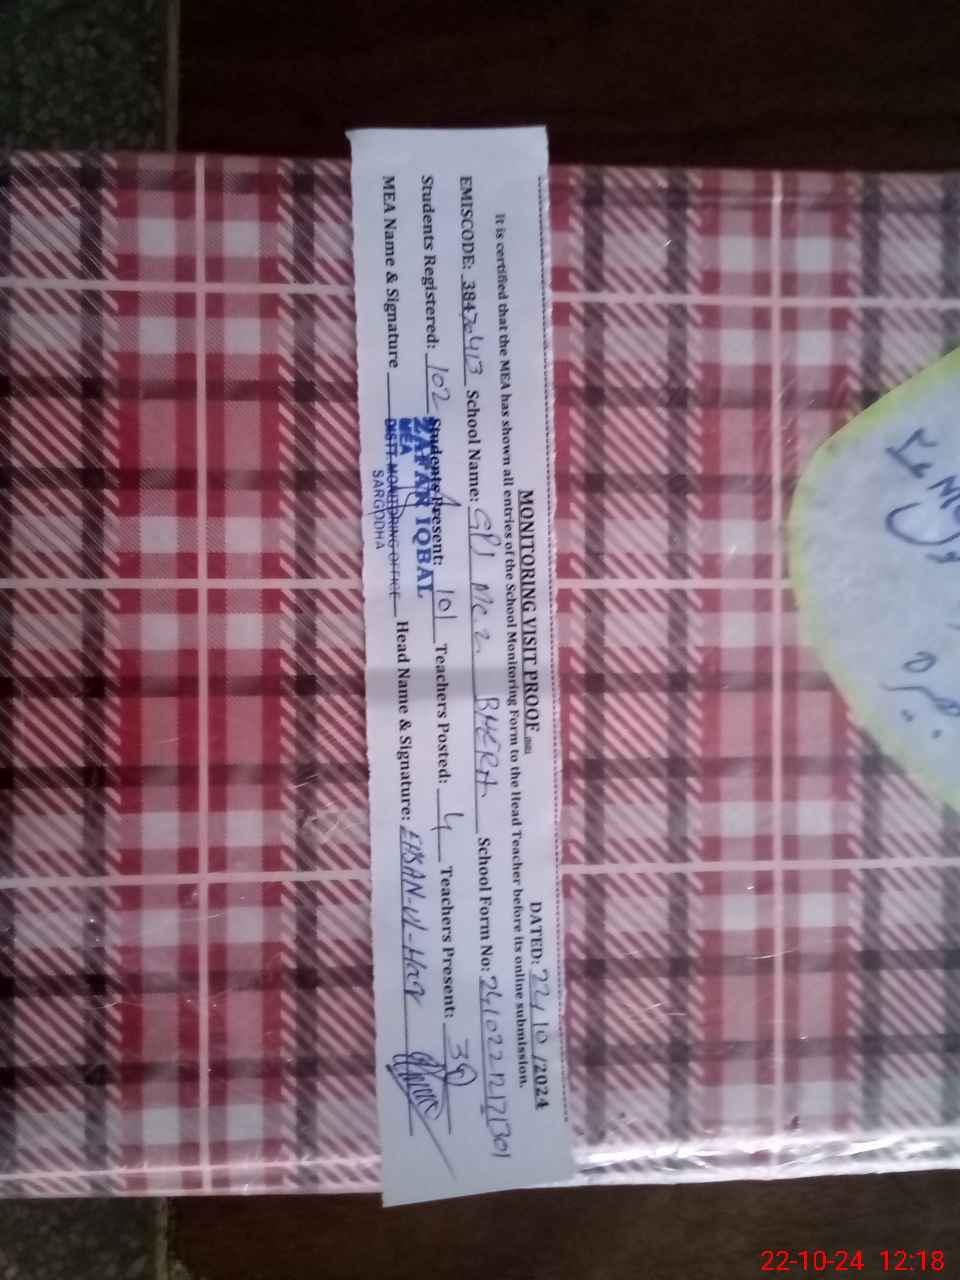 MONITORING VISIT PROOF
DATED: 22/10/2024
It is certified that the MEA has shown all entries of the School Monitoring Form to the Head Teacher before its online submission.
EMISCODE: 38470413 School Name: GPS MC 2 BHERA School Form No:
Students Registered: 102 Students Present: 101 Teachers Posted: 4 Teachers Present: 3
MEA Name & Signature Head Name & Signature: EHSAN-ul-Haq
ZAFAR IQBAL
MEA
DISTT. MONITORING OFFICE
SARGODHA
22-10-24 12:18